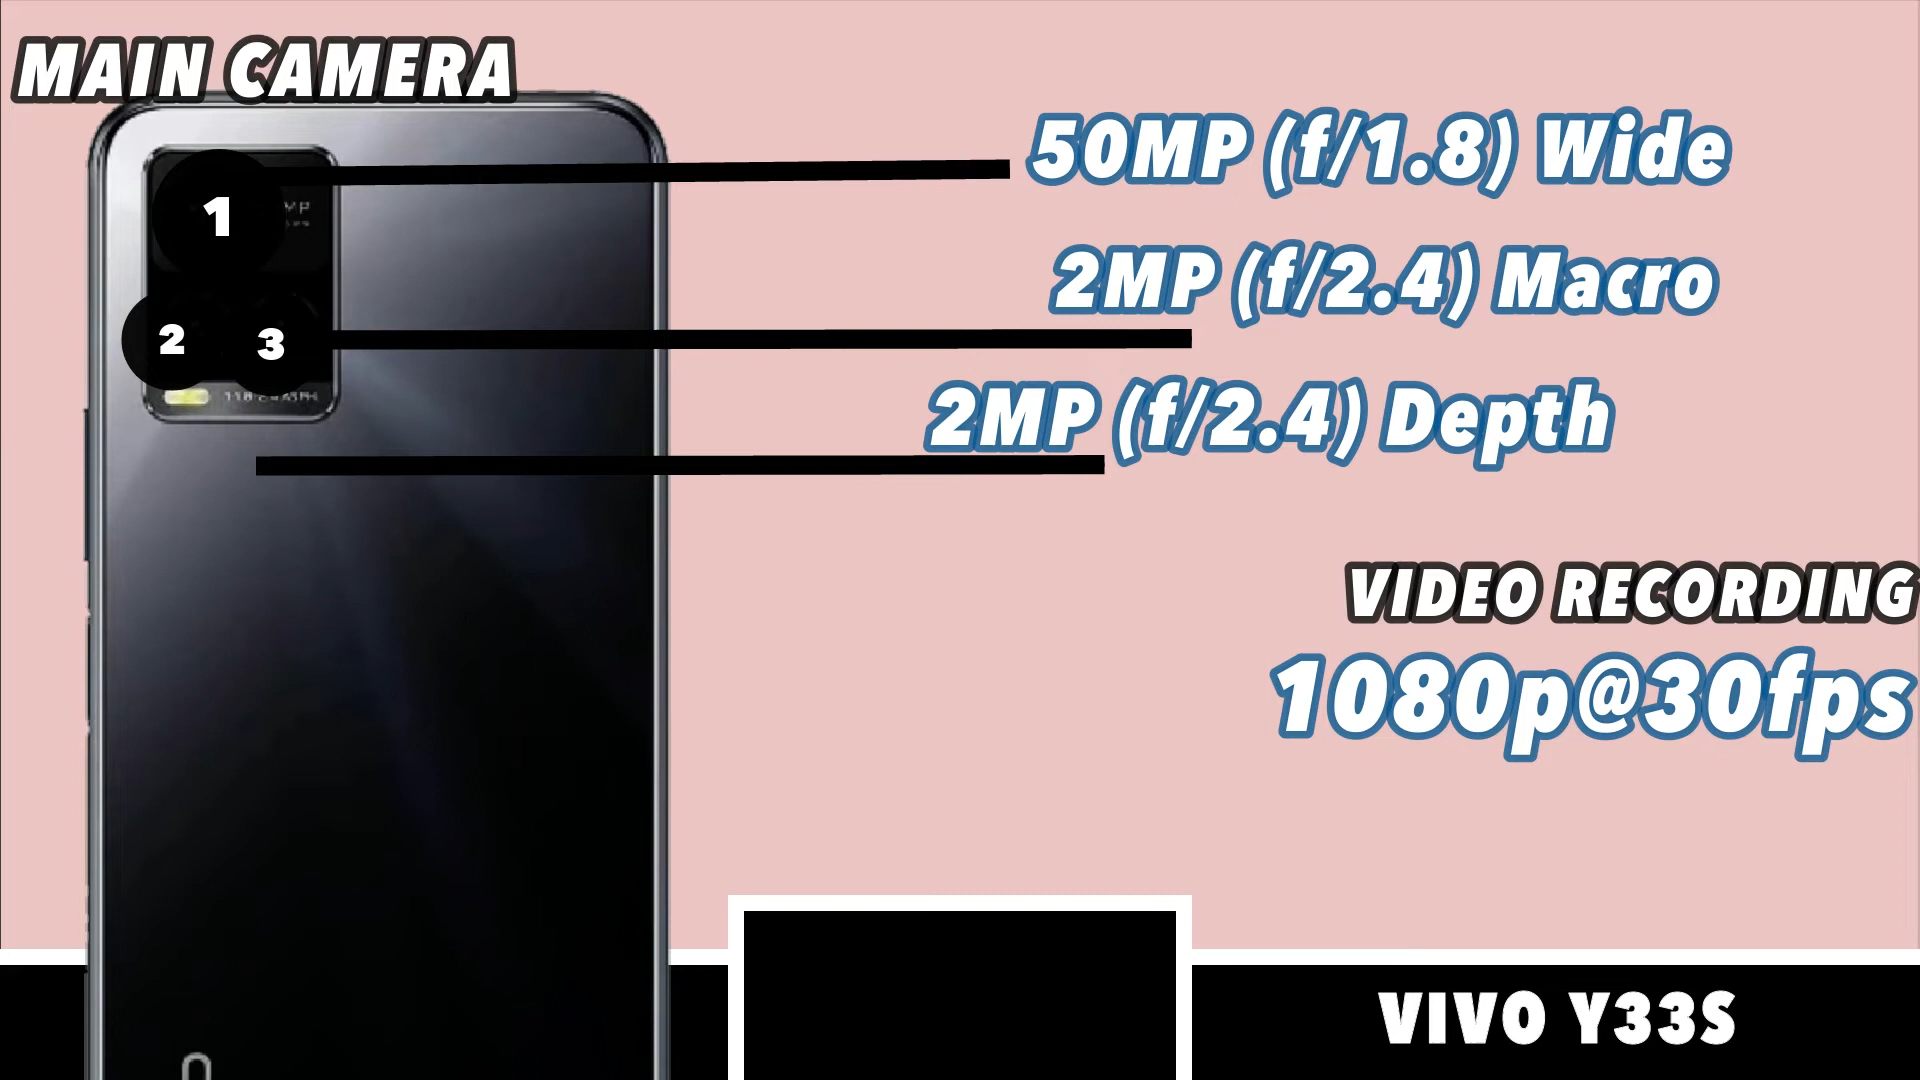 MAIN CAMERA
50MP (f/1.8) Wide
1
2MP (f/2.4) Macro
2
3
2MP (f/2.4) Depth
VIDEO RECORDING
1080p@30fps
VIVO Y33S